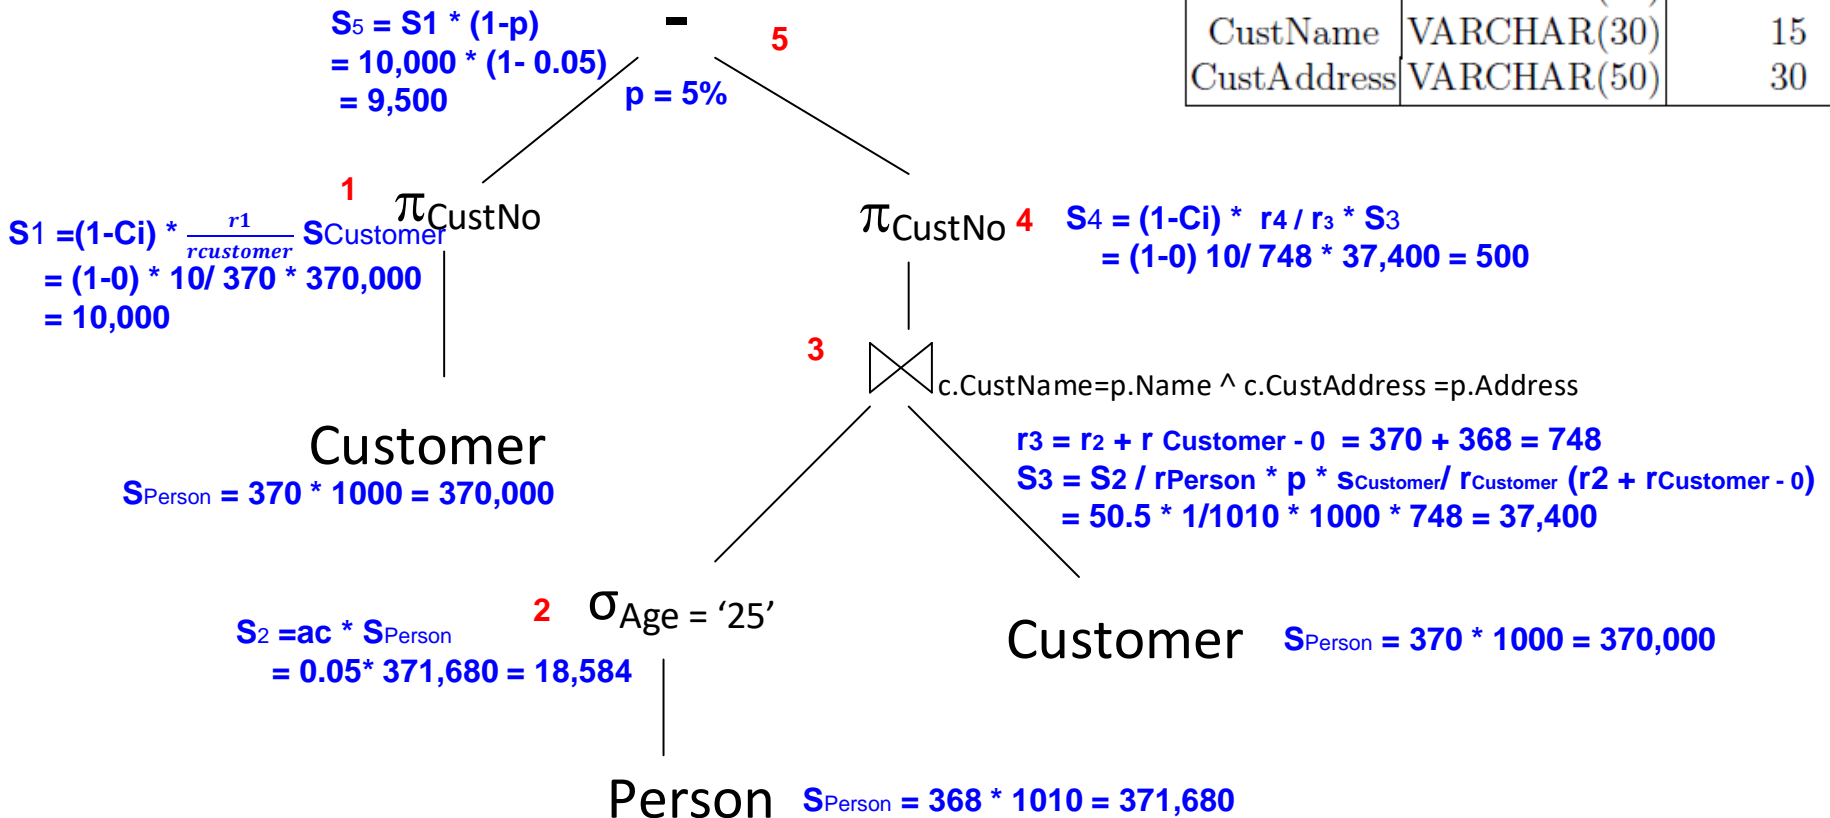 S5 = S1 * (1-p)
= 10,000 * (1- 0.05)
= 9,500
-
5
p = 5%
CustName VARCHAR(30) 15
CustAddress VARCHAR(50) 30
1
πCustNo
S1 =(1-Ci) * r1/rcustomer SCustomer
= (1-0) * 10/ 370 * 370,000
= 10,000
πCustNo 4
S4 = (1-Ci) * r4 / r3 * S3
= (1-0) 10/ 748 * 37,400 = 500
3
c.CustName=p.Name ^ c.CustAddress =p.Address
Customer
SPerson = 370 * 1000 = 370,000
r3 = r2 + r Customer - 0 = 370 + 368 = 748
S3 = S2 / rPerson * p * sCustomer/ rCustomer (r2 + rCustomer - 0)
= 50.5 * 1/1010 * 1000 * 748 = 37,400
2
σAge = ‘25’
S2 =ac * SPerson
= 0.05* 371,680 = 18,584
Customer
SPerson = 370 * 1000 = 370,000
Person
SPerson = 368 * 1010 = 371,680